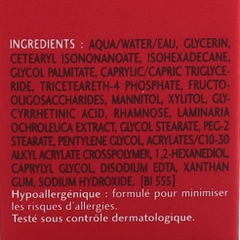 INGREDIENTS : AQUA/WATER/EAU, GLYCERIN,
CETEARYL ISONONANOATE, ISOHEXADECANE,
GLYCOL PALMITATE, CAPRYLIC/CAPRIC TRIGLYCE-
RIDE, TRICETEARETH-4 PHOSPHATE, FRUCTO-
OLIGOSACCHARIDES, MANNITOL, XYLITOL, GLY-
CYRRHETINIC ACID, RHAMNOSE, LAMINARIA
OCHROLEUCA EXTRACT, GLYCOL STEARATE, PEG-2
STEARATE, PENTYLENE GLYCOL, ACRYLATES/C10-30
ALKYL ACRYLATE CROSSPOLYMER, 1,2-HEXANEDIOL,
CAPRYLYL GLYCOL, DISODIUM EDTA, XANTHAN
GUM, SODIUM HYDROXIDE. [BI 555]
Hypoallergénique : formulé pour minimiser
les risques d'allergies.
Testé sous contrôle dermatologique.